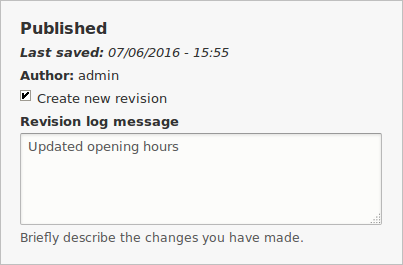 Published
Last saved: 07/06/2016 - 15:55
Author: admin
Create new revision
Revision log message
Updated opening hours
Briefly describe the changes you have made.